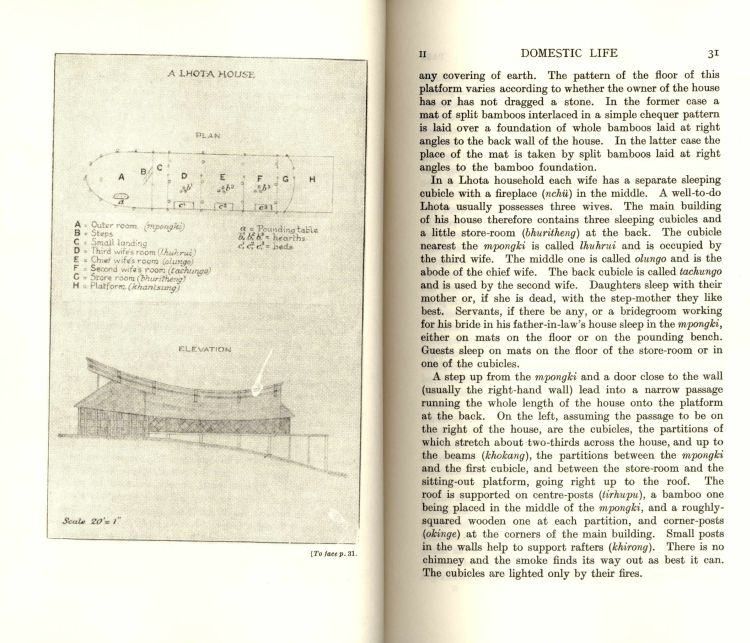 A LHOTA HOUSE
PLAN
A
B
C
D
E
F
G
H
a
b¹
b²
b³
c¹
c²
c³
A = Outer room (mpongki)
B = Steps
C = Small landing
D = Third wife's room (lhuhrui)
E = Chief wife's room (olungo)
F = Second wife's room (tachungo)
G = Store room (bhuritheng)
H = Platform (khantsung)
a = Pounding table
b¹, b², b³ = hearths
c¹, c², c³ = beds
ELEVATION
Scale 20' = 1"
[To face p. 31.
II DOMESTIC LIFE 31
any covering of earth. The pattern of the floor of this
platform varies according to whether the owner of the house
has or has not dragged a stone. In the former case a
mat of split bamboos interlaced in a simple chequer pattern
is laid over a foundation of whole bamboos laid at right
angles to the back wall of the house. In the latter case the
place of the mat is taken by split bamboos laid at right
angles to the bamboo foundation.
In a Lhota household each wife has a separate sleeping
cubicle with a fireplace (nchü) in the middle. A well-to-do
Lhota usually possesses three wives. The main building
of his house therefore contains three sleeping cubicles and
a little store-room (bhuritheng) at the back. The cubicle
nearest the mpongki is called lhuhrui and is occupied by
the third wife. The middle one is called olungo and is the
abode of the chief wife. The back cubicle is called tachungo
and is used by the second wife. Daughters sleep with their
mother or, if she is dead, with the step-mother they like
best. Servants, if there be any, or a bridegroom working
for his bride in his father-in-law's house sleep in the mpongki,
either on mats on the floor or on the pounding bench.
Guests sleep on mats on the floor of the store-room or in
one of the cubicles.
A step up from the mpongki and a door close to the wall
(usually the right-hand wall) lead into a narrow passage
running the whole length of the house onto the platform
at the back. On the left, assuming the passage to be on
the right of the house, are the cubicles, the partitions of
which stretch about two-thirds across the house, and up to
the beams (khokang), the partitions between the mpongki
and the first cubicle, and between the store-room and the
sitting-out platform, going right up to the roof. The
roof is supported on centre-posts (tirhupu), a bamboo one
being placed in the middle of the mpongki, and a roughly-
squared wooden one at each partition, and corner-posts
(okinge) at the corners of the main building. Small posts
in the walls help to support rafters (khirong). There is no
chimney and the smoke finds its way out as best it can.
The cubicles are lighted only by their fires.